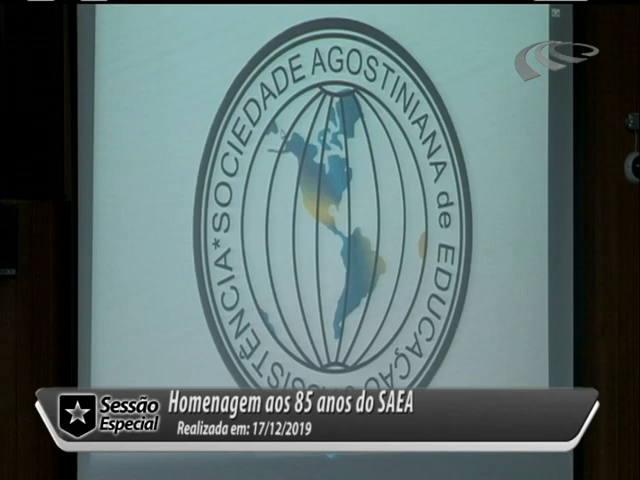 SOCIEDADE AGOSTINIANA de EDUCAÇÃO
ASSISTÊNCIA*
Sessão
Especial
Homenagem aos 85 anos do SAEA
Realizada em: 17/12/2019